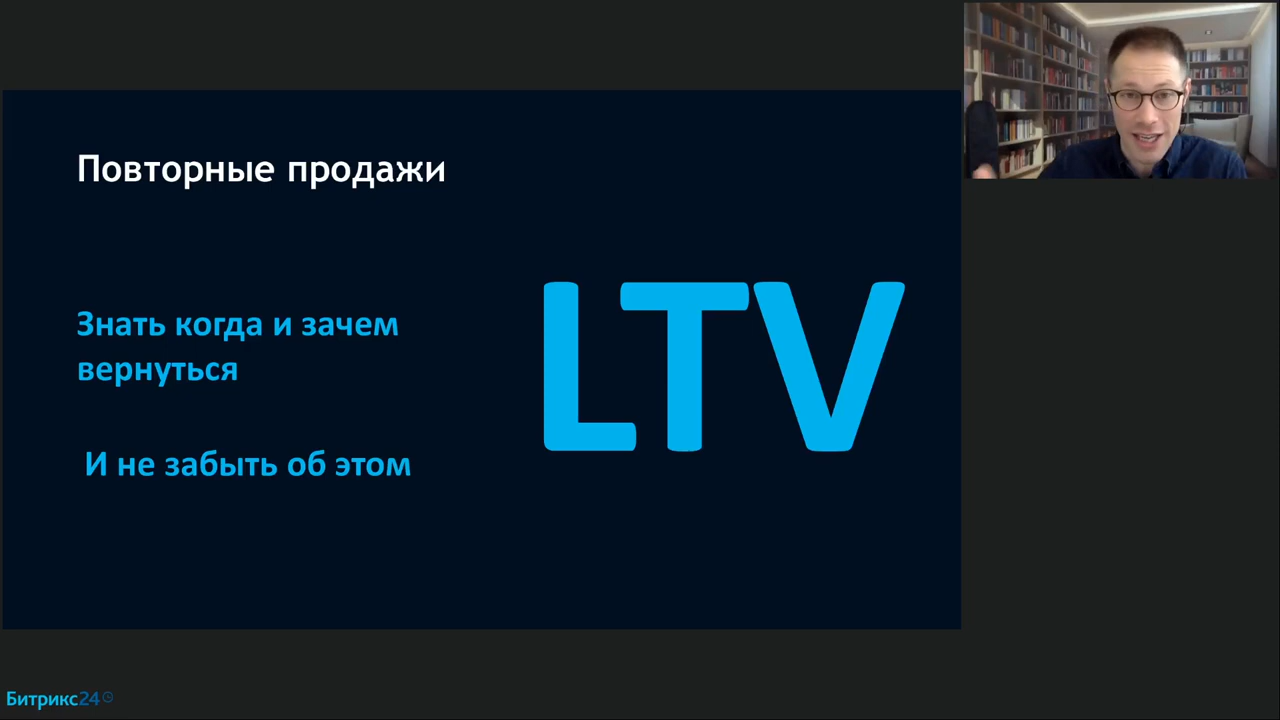 Повторные продажи
Знать когда и зачем
вернуться
И не забыть об этом
LTV
Битрикс24